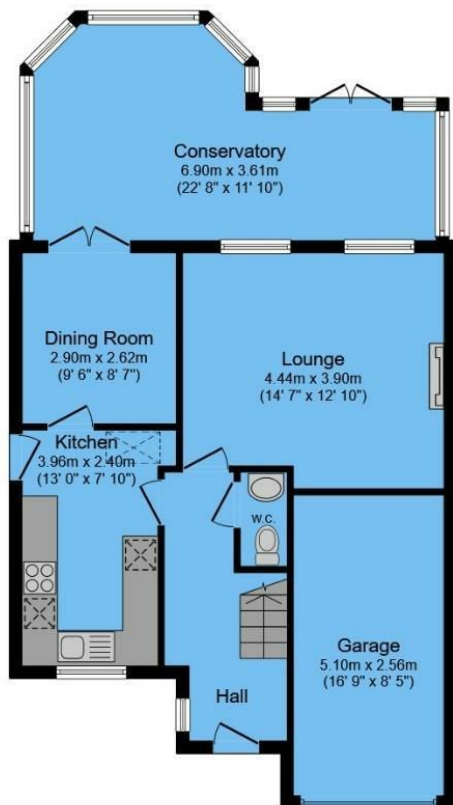 Conservatory
6.90m x 3.61m
(22' 8" x 11' 10")
Dining Room
2.90m x 2.62m
(9' 6" x 8' 7")
Lounge
4.44m x 3.90m
(14' 7" x 12' 10")
Kitchen
3.96m x 2.40m
(13' 0" x 7' 10")
W.C.
Garage
5.10m x 2.56m
(16' 9" x 8' 5")
Hall